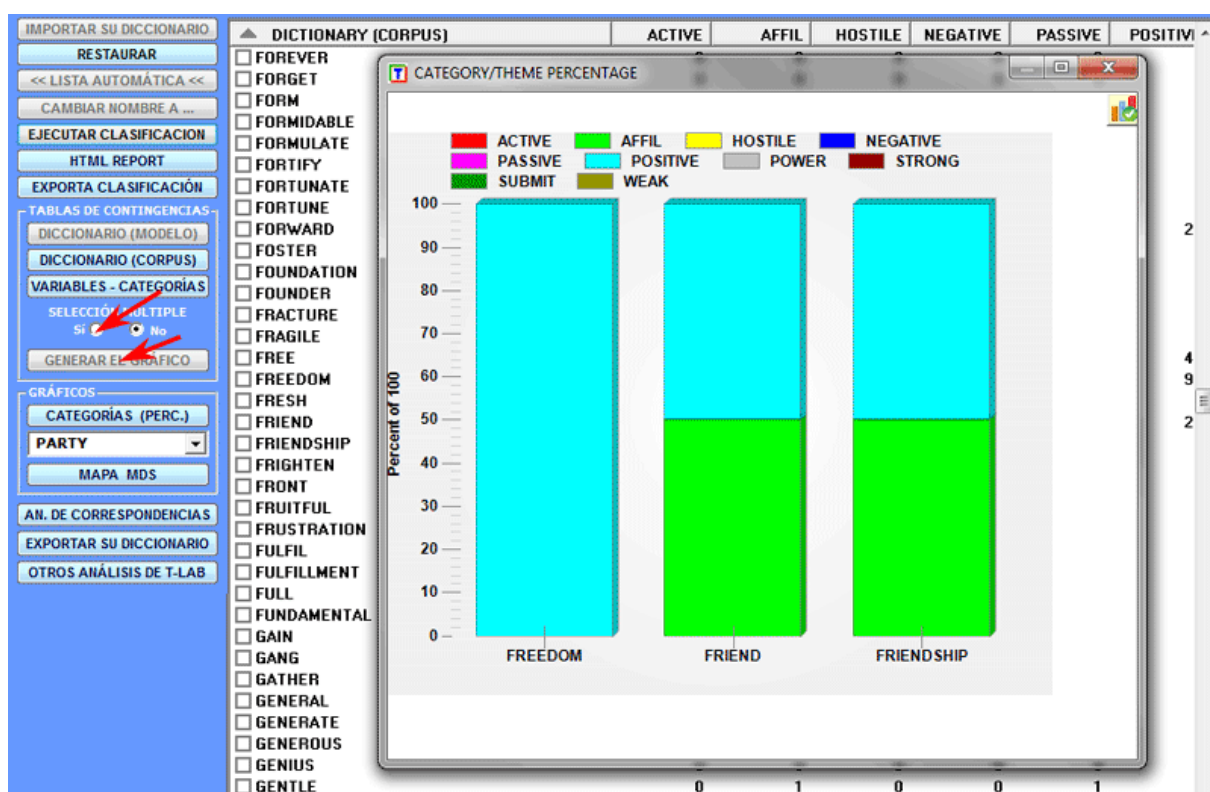 IMPORTAR SU DICCIONARIO
RESTAURAR
<< LISTA AUTOMÁTICA <<
CAMBIAR NOMBRE A ...
EJECUTAR CLASIFICACION
HTML REPORT
EXPORTA CLASIFICACIÓN
TABLAS DE CONTINGENCIAS
DICCIONARIO (MODELO)
DICCIONARIO (CORPUS)
VARIABLES - CATEGORÍAS
SELECCIÓN MULTIPLE
Sí No
GENERAR EL GRÁFICO
GRÁFICOS
CATEGORÍAS (PERC.)
PARTY
MAPA MDS
AN. DE CORRESPONDENCIAS
EXPORTAR SU DICCIONARIO
OTROS ANÁLISIS DE T-LAB
DICTIONARY (CORPUS) ACTIVE AFFIL HOSTILE NEGATIVE PASSIVE POSITIV
FOREVER
FORGET
FORM
FORMIDABLE
FORMULATE
FORTIFY
FORTUNATE
FORTUNE
FORWARD 2
FOSTER
FOUNDATION
FOUNDER
FRACTURE
FRAGILE
FREE 4
FREEDOM 9
FRESH
FRIEND 2
FRIENDSHIP
FRIGHTEN
FRONT
FRUITFUL
FRUSTRATION
FULFIL
FULFILLMENT
FULL
FUNDAMENTAL
GAIN
GANG
GATHER
GENERAL
GENERATE
GENEROUS
GENIUS
GENTLE 0 1 0 0 1
T CATEGORY/THEME PERCENTAGE
ACTIVE AFFIL HOSTILE NEGATIVE
PASSIVE POSITIVE POWER STRONG
SUBMIT WEAK
Percent of 100
100
90
80
70
60
50
40
30
20
10
0
FREEDOM FRIEND FRIENDSHIP